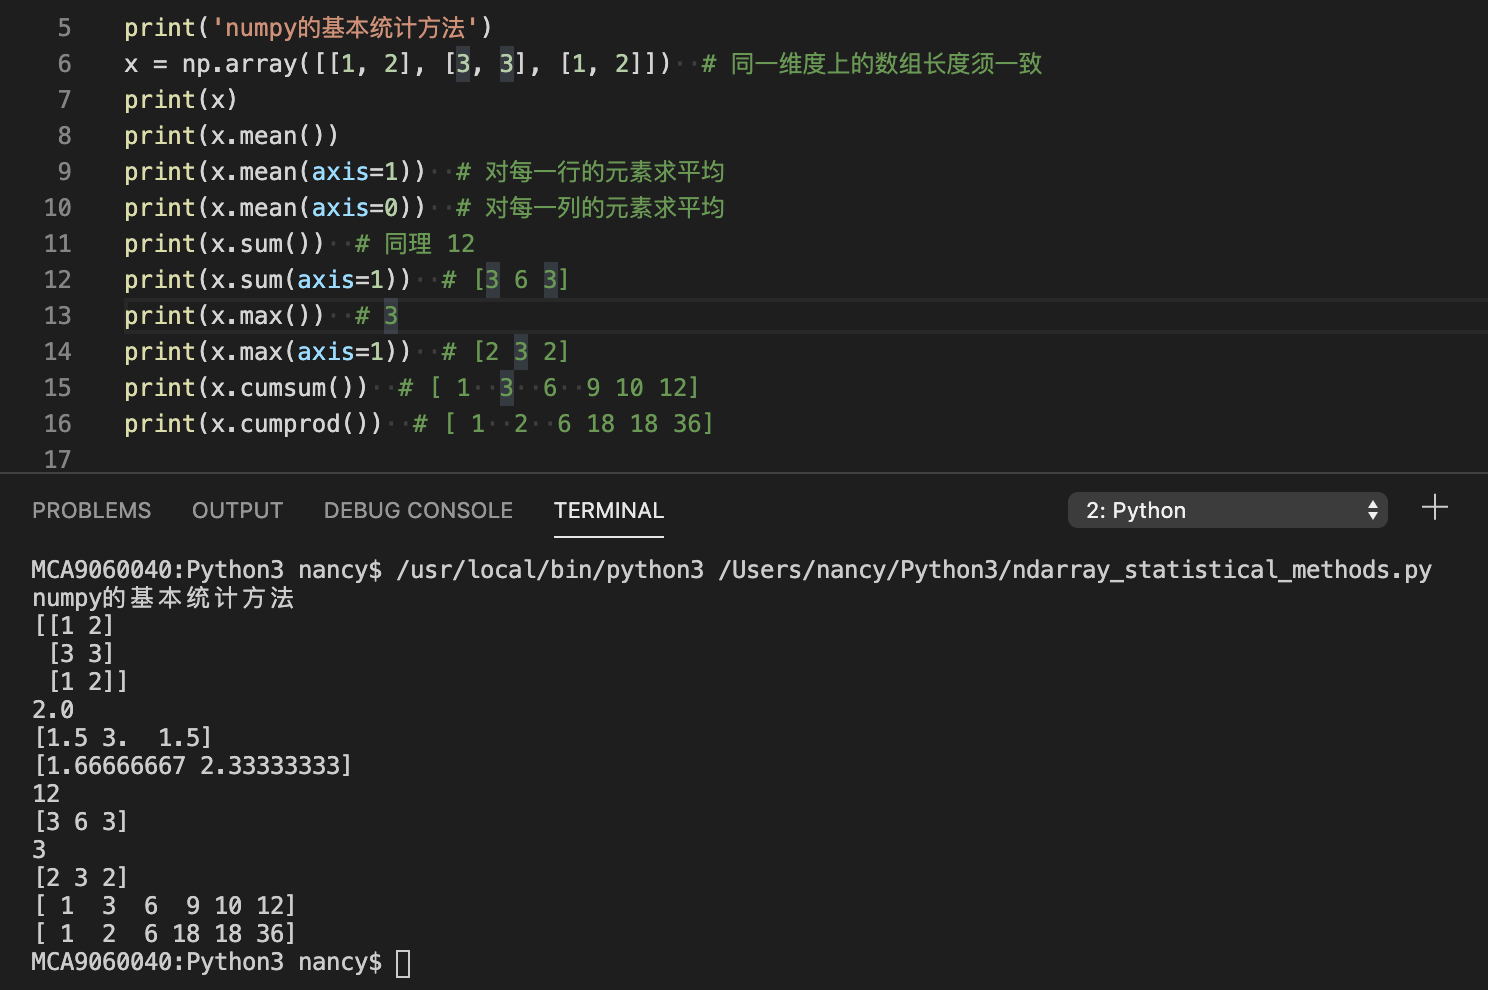 5 print('numpy的基本统计方法')
6 x = np.array([[1, 2], [3, 3], [1, 2]])  # 同一维度上的数组长度须一致
7 print(x)
8 print(x.mean())
9 print(x.mean(axis=1))  # 对每一行的元素求平均
10 print(x.mean(axis=0))  # 对每一列的元素求平均
11 print(x.sum())  # 同理 12
12 print(x.sum(axis=1))  # [3 6 3]
13 print(x.max())  # 3
14 print(x.max(axis=1))  # [2 3 2]
15 print(x.cumsum())  # [ 1  3  6  9 10 12]
16 print(x.cumprod())  # [ 1  2  6 18 18 36]
17
PROBLEMS OUTPUT DEBUG CONSOLE TERMINAL 2: Python
MCA9060040:Python3 nancy$ /usr/local/bin/python3 /Users/nancy/Python3/ndarray_statistical_methods.py
numpy的基本统计方法
[[1 2]
 [3 3]
 [1 2]]
2.0
[1.5 3.  1.5]
[1.66666667 2.33333333]
12
[3 6 3]
3
[2 3 2]
[ 1  3  6  9 10 12]
[ 1  2  6 18 18 36]
MCA9060040:Python3 nancy$